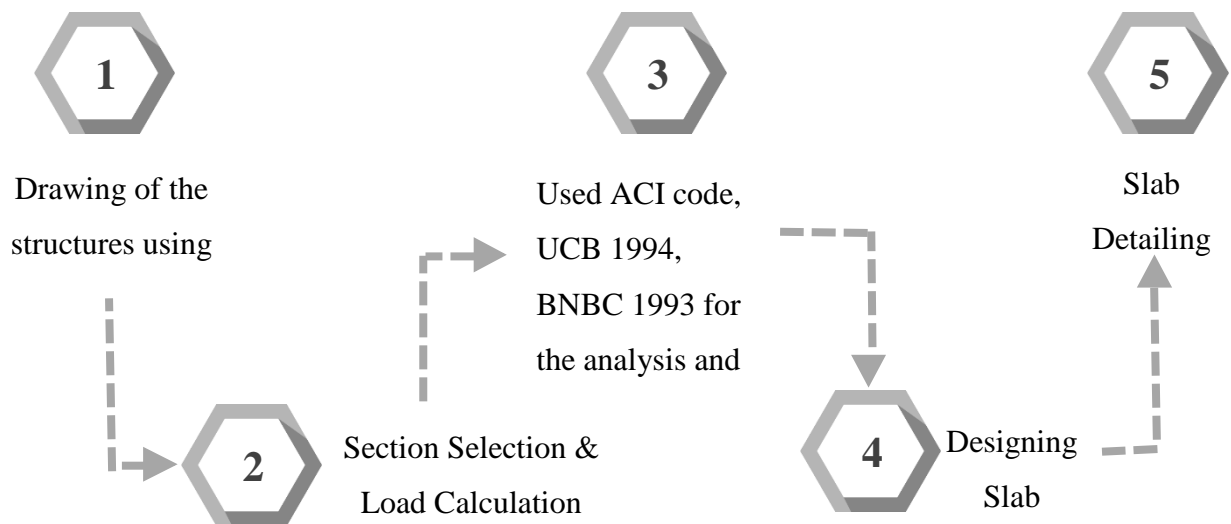 1
Drawing of the
structures using
2
Section Selection &
Load Calculation
3
Used ACI code,
UCB 1994,
BNBC 1993 for
the analysis and
4
Designing
Slab
5
Slab
Detailing